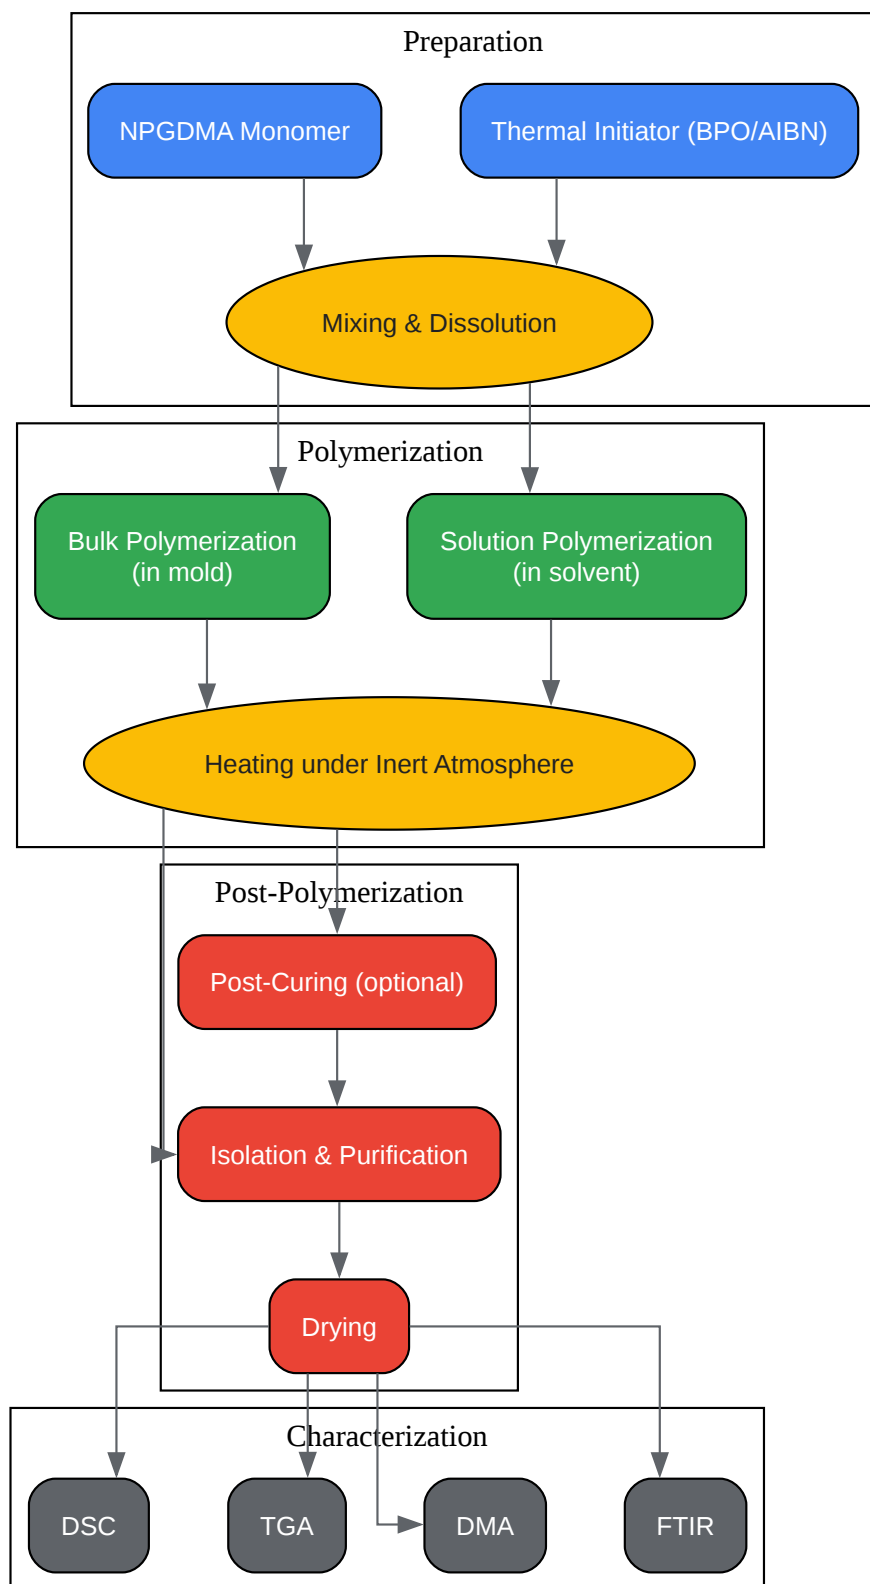 Preparation
NPGDMA Monomer
Thermal Initiator (BPO/AIBN)
Mixing & Dissolution
Polymerization
Bulk Polymerization
(in mold)
Solution Polymerization
(in solvent)
Heating under Inert Atmosphere
Post-Polymerization
Post-Curing (optional)
Isolation & Purification
Drying
Characterization
DSC
TGA
DMA
FTIR